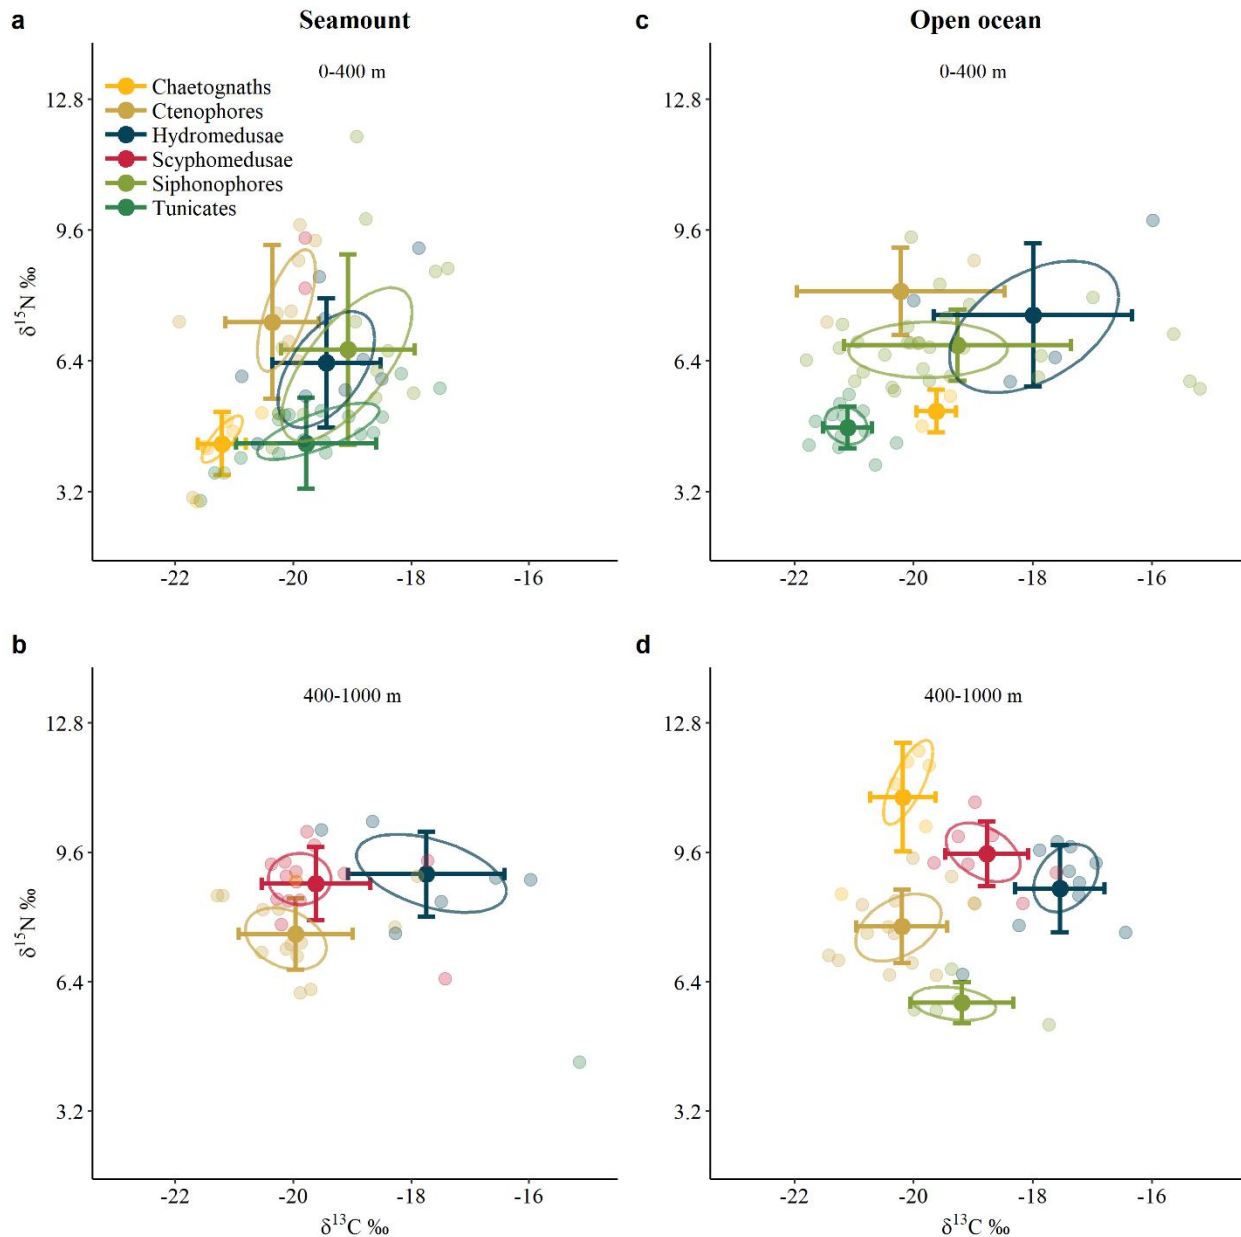 a
Seamount
0-400 m
Chaetognaths
Ctenophores
Hydromedusae
Scyphomedusae
Siphonophores
Tunicates
12.8
9.6
6.4
3.2
δ¹⁵N ‰
-22
-20
-18
-16
c
Open ocean
0-400 m
12.8
9.6
6.4
3.2
δ¹⁵N ‰
-22
-20
-18
-16
b
400-1000 m
12.8
9.6
6.4
3.2
δ¹⁵N ‰
-22
-20
-18
-16
δ¹³C ‰
d
400-1000 m
12.8
9.6
6.4
3.2
δ¹⁵N ‰
-22
-20
-18
-16
δ¹³C ‰